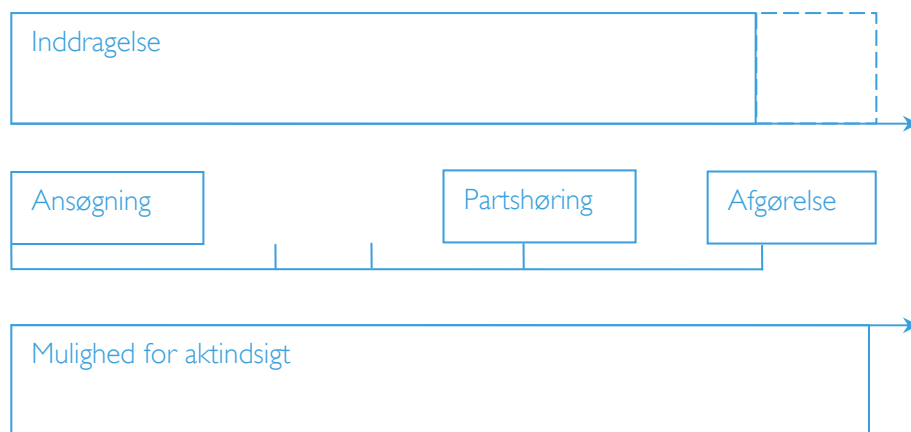 Inddragelse
Ansøgning
Partshøring
Afgørelse
Mulighed for aktindsigt